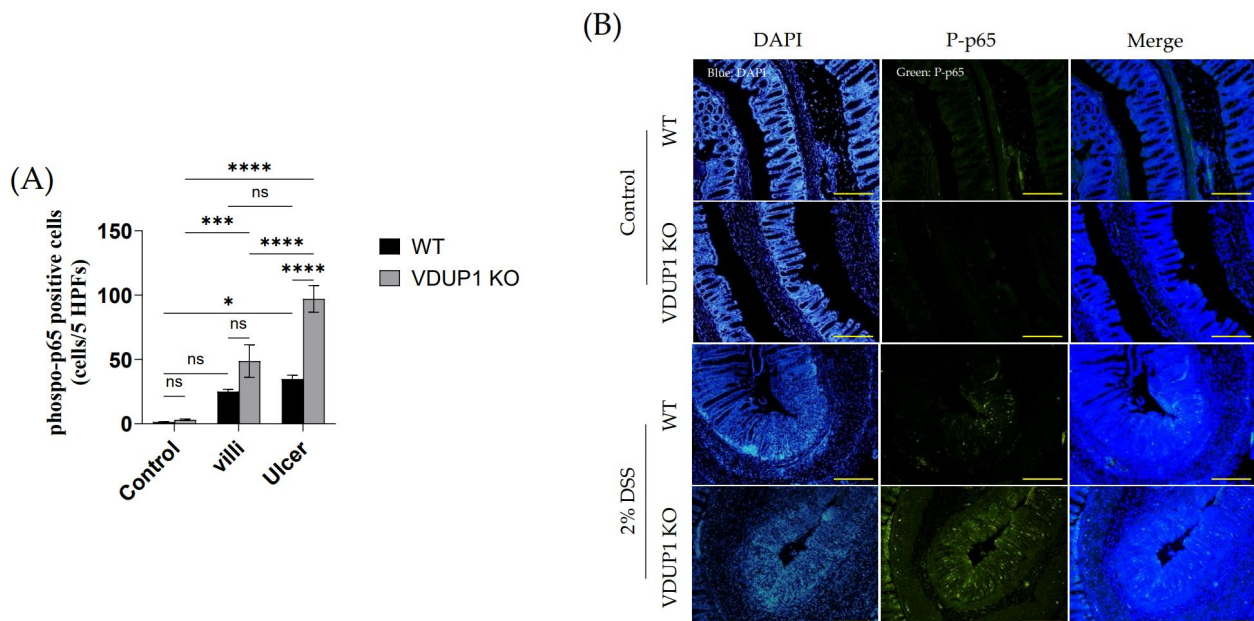 (A)
phospo-p65 positive cells
(cells/5 HPFs)
150
100
50
0
****
ns
***
****
****
*
ns
ns
ns
Control
villi
Ulcer
WT
VDUP1 KO
(B)
DAPI
P-p65
Merge
Blue: DAPI
Green: P-p65
Control
WT
VDUP1 KO
2% DSS
WT
VDUP1 KO